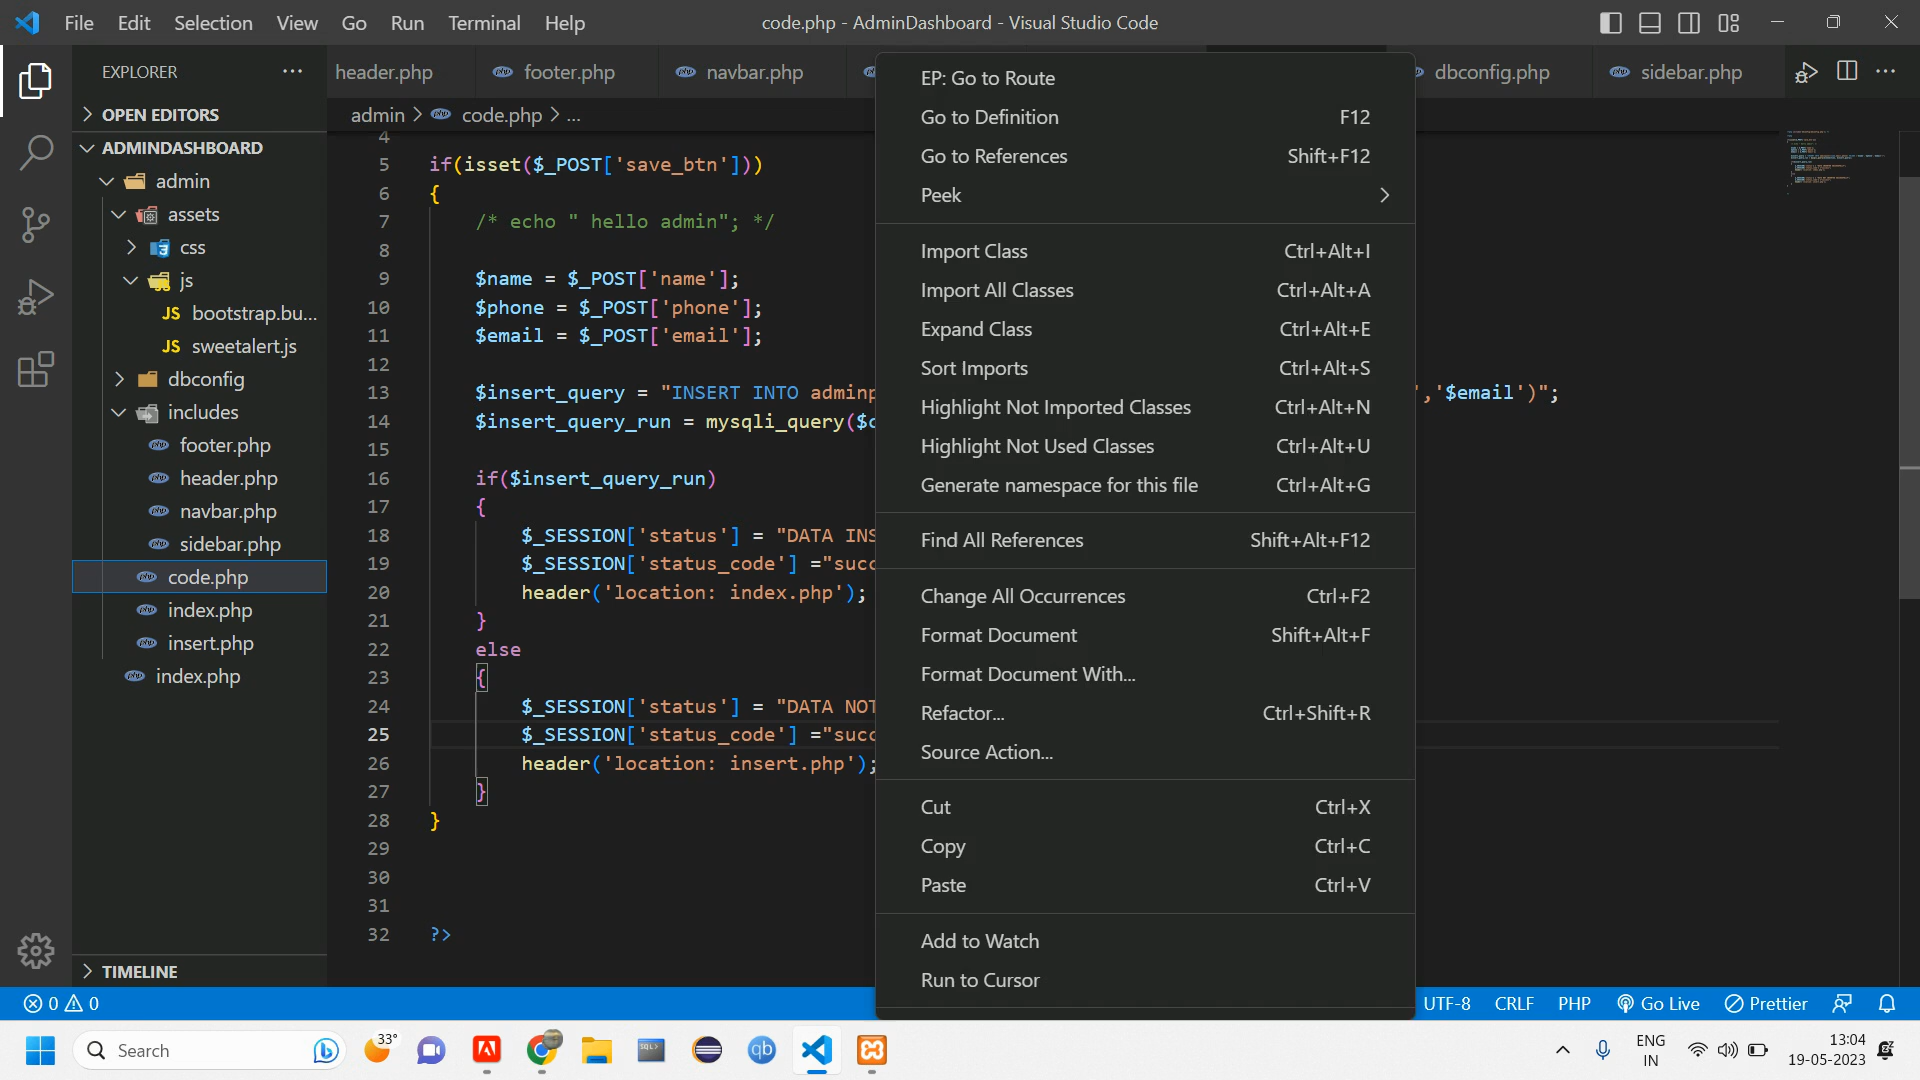 File Edit Selection View Go Run Terminal Help
code.php - AdminDashboard - Visual Studio Code
EXPLORER
header.php
footer.php
navbar.php
dbconfig.php
sidebar.php
OPEN EDITORS
ADMINDASHBOARD
admin
assets
css
js
JS bootstrap.bu...
JS sweetalert.js
dbconfig
includes
footer.php
header.php
navbar.php
sidebar.php
code.php
index.php
insert.php
index.php
TIMELINE
admin > code.php > ...
4
5 if(isset($_POST['save_btn']))
6 {
7 /* echo " hello admin"; */
8
9 $name = $_POST['name'];
10 $phone = $_POST['phone'];
11 $email = $_POST['email'];
12
13 $insert_query = "INSERT INTO adminp ','$email')";
14 $insert_query_run = mysqli_query($c
15
16 if($insert_query_run)
17 {
18 $_SESSION['status'] = "DATA INS
19 $_SESSION['status_code'] ="succ
20 header('location: index.php');
21 }
22 else
23 {
24 $_SESSION['status'] = "DATA NOT
25 $_SESSION['status_code'] ="succ
26 header('location: insert.php');
27 }
28 }
29
30
31
32 ?>
EP: Go to Route
Go to Definition F12
Go to References Shift+F12
Peek
Import Class Ctrl+Alt+I
Import All Classes Ctrl+Alt+A
Expand Class Ctrl+Alt+E
Sort Imports Ctrl+Alt+S
Highlight Not Imported Classes Ctrl+Alt+N
Highlight Not Used Classes Ctrl+Alt+U
Generate namespace for this file Ctrl+Alt+G
Find All References Shift+Alt+F12
Change All Occurrences Ctrl+F2
Format Document Shift+Alt+F
Format Document With...
Refactor... Ctrl+Shift+R
Source Action...
Cut Ctrl+X
Copy Ctrl+C
Paste Ctrl+V
Add to Watch
Run to Cursor
0 0
UTF-8 CRLF PHP Go Live Prettier
Search
33°
qb
ENG
IN
13:04
19-05-2023